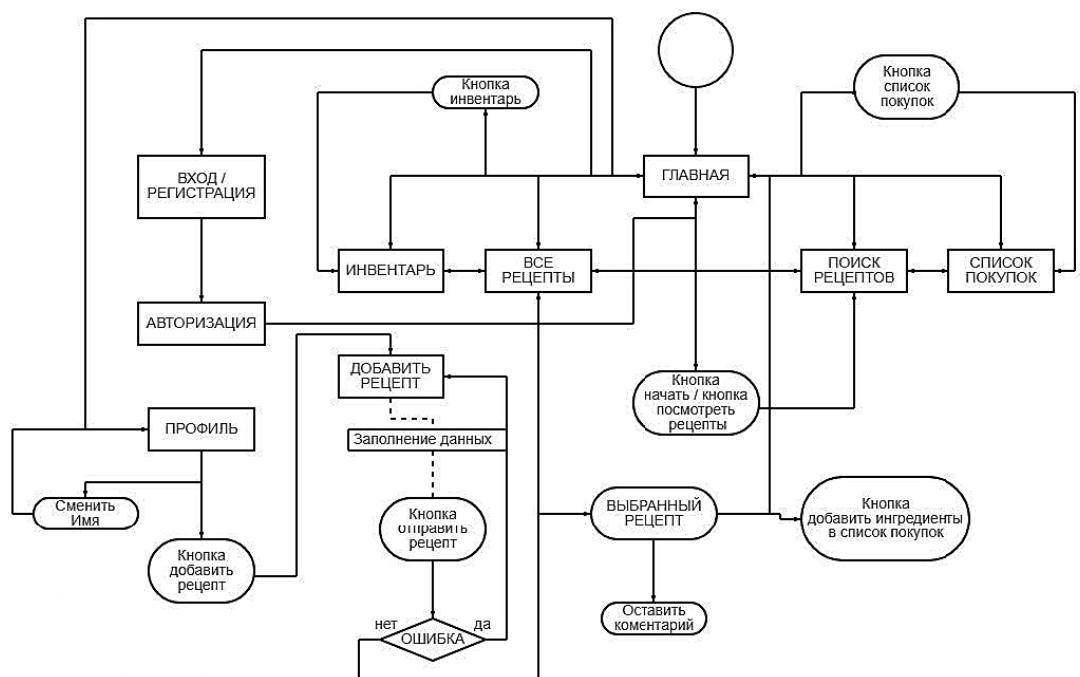 Кнопка
инвентарь
Кнопка
список
покупок
ВХОД /
РЕГИСТРАЦИЯ
ГЛАВНАЯ
ИНВЕНТАРЬ
ВСЕ
РЕЦЕПТЫ
ПОИСК
РЕЦЕПТОВ
СПИСОК
ПОКУПОК
АВТОРИЗАЦИЯ
ДОБАВИТЬ
РЕЦЕПТ
Кнопка
начать / кнопка
посмотреть
рецепты
ПРОФИЛЬ
Заполнение данных
Сменить
Имя
Кнопка
отправить
рецепт
ВЫБРАННЫЙ
РЕЦЕПТ
Кнопка
добавить ингредиенты
в список покупок
Кнопка
добавить
рецепт
Оставить
коментарий
нет
да
ОШИБКА